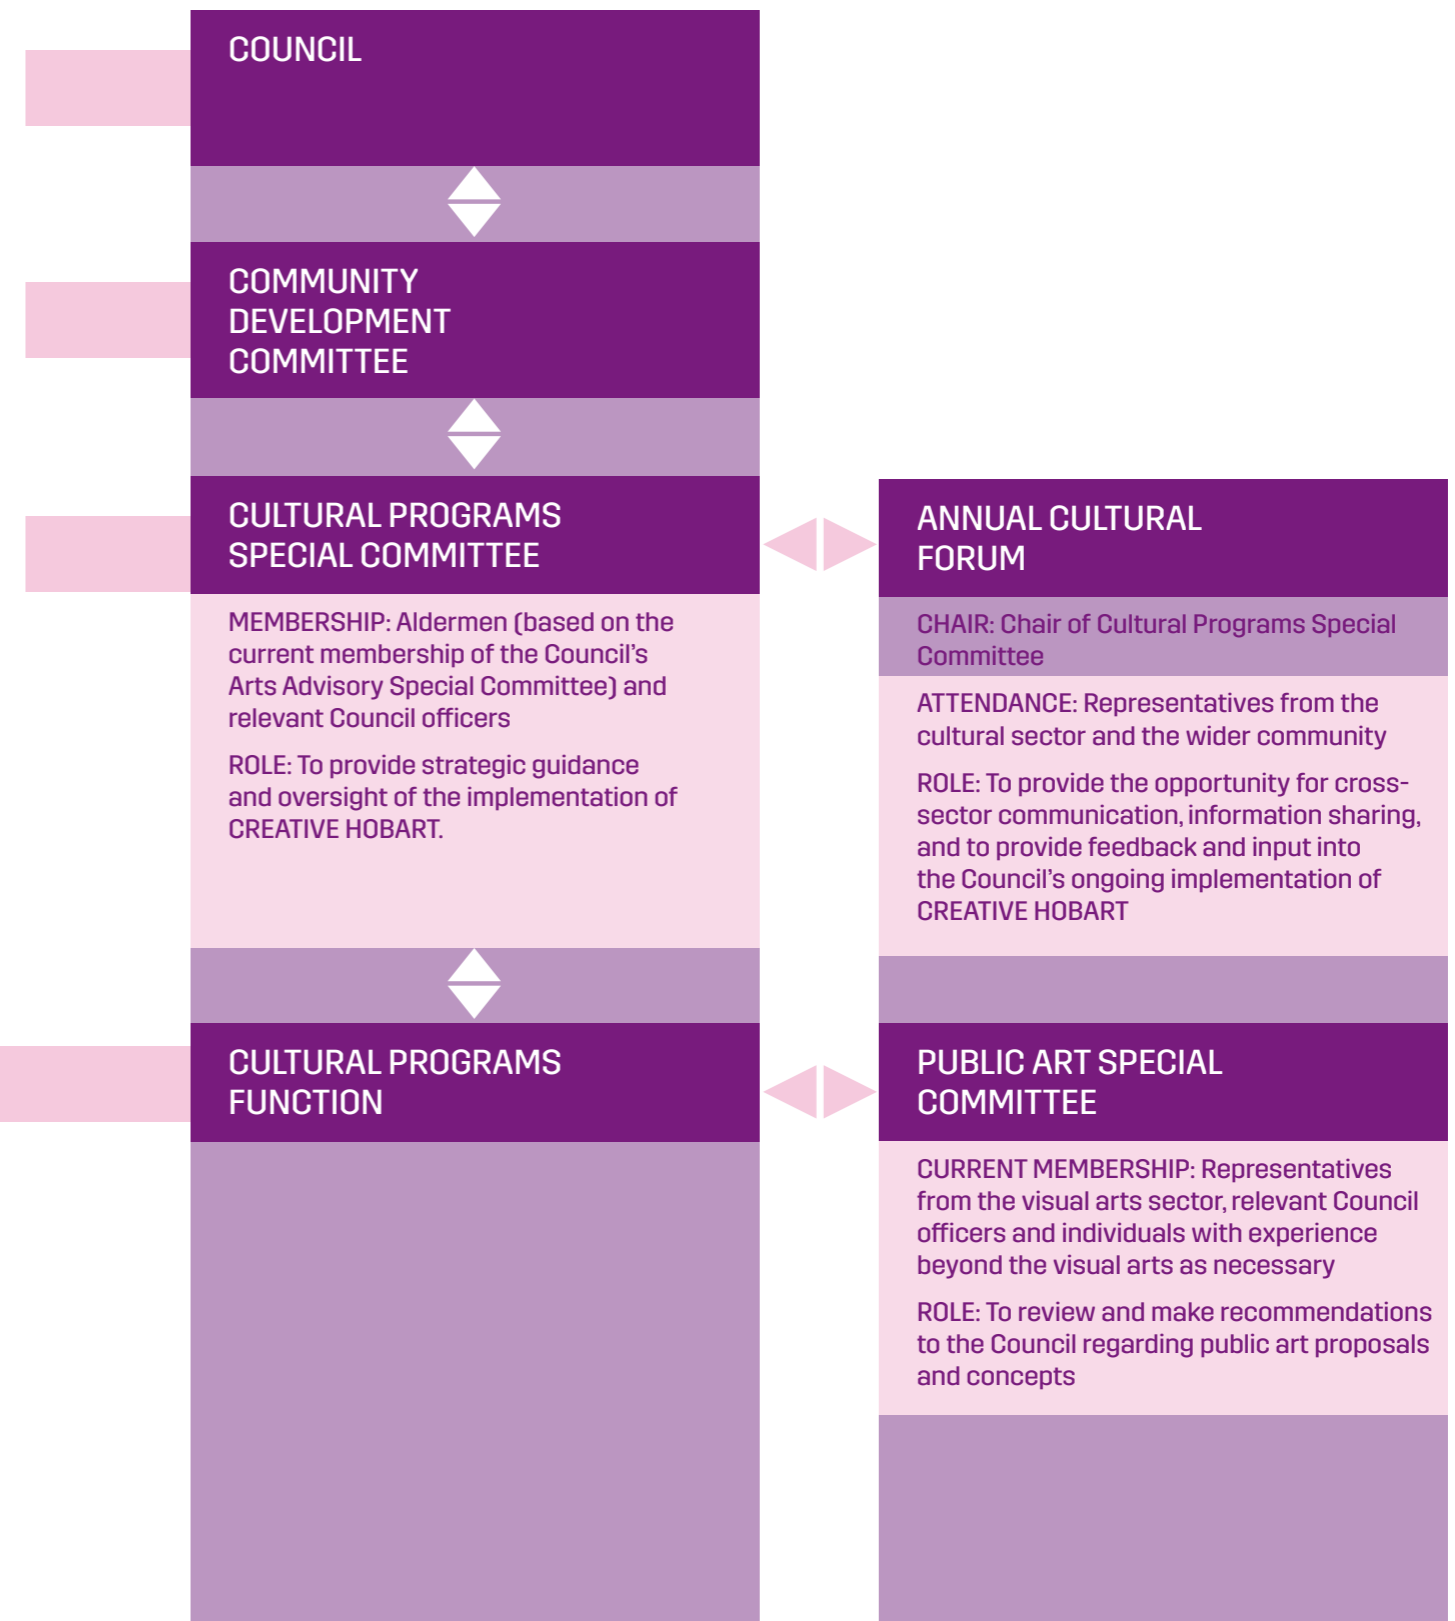 COUNCIL
COMMUNITY
DEVELOPMENT
COMMITTEE
CULTURAL PROGRAMS
SPECIAL COMMITTEE
MEMBERSHIP: Aldermen (based on the
current membership of the Council’s
Arts Advisory Special Committee) and
relevant Council officers
ROLE: To provide strategic guidance
and oversight of the implementation of
CREATIVE HOBART.
ANNUAL CULTURAL
FORUM
CHAIR: Chair of Cultural Programs Special
Committee
ATTENDANCE: Representatives from the
cultural sector and the wider community
ROLE: To provide the opportunity for cross-
sector communication, information sharing,
and to provide feedback and input into
the Council’s ongoing implementation of
CREATIVE HOBART
CULTURAL PROGRAMS
FUNCTION
PUBLIC ART SPECIAL
COMMITTEE
CURRENT MEMBERSHIP: Representatives
from the visual arts sector, relevant Council
officers and individuals with experience
beyond the visual arts as necessary
ROLE: To review and make recommendations
to the Council regarding public art proposals
and concepts